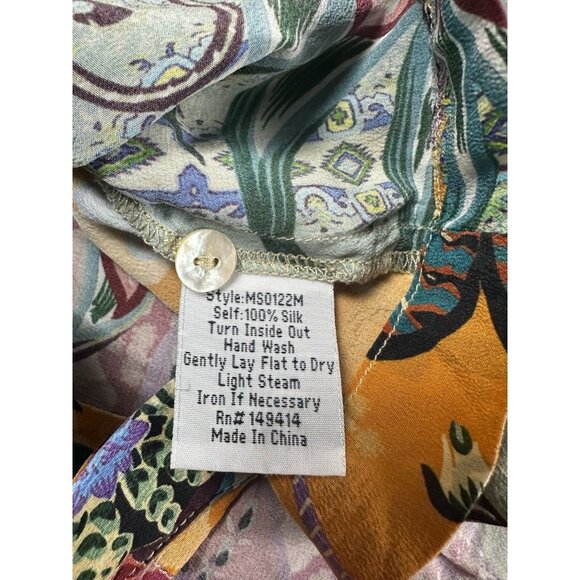 Style:MS0122M
Self:100% Silk
Turn Inside Out
Hand Wash
Gently Lay Flat to Dry
Light Steam
Iron If Necessary
Rn# 149414
Made In China